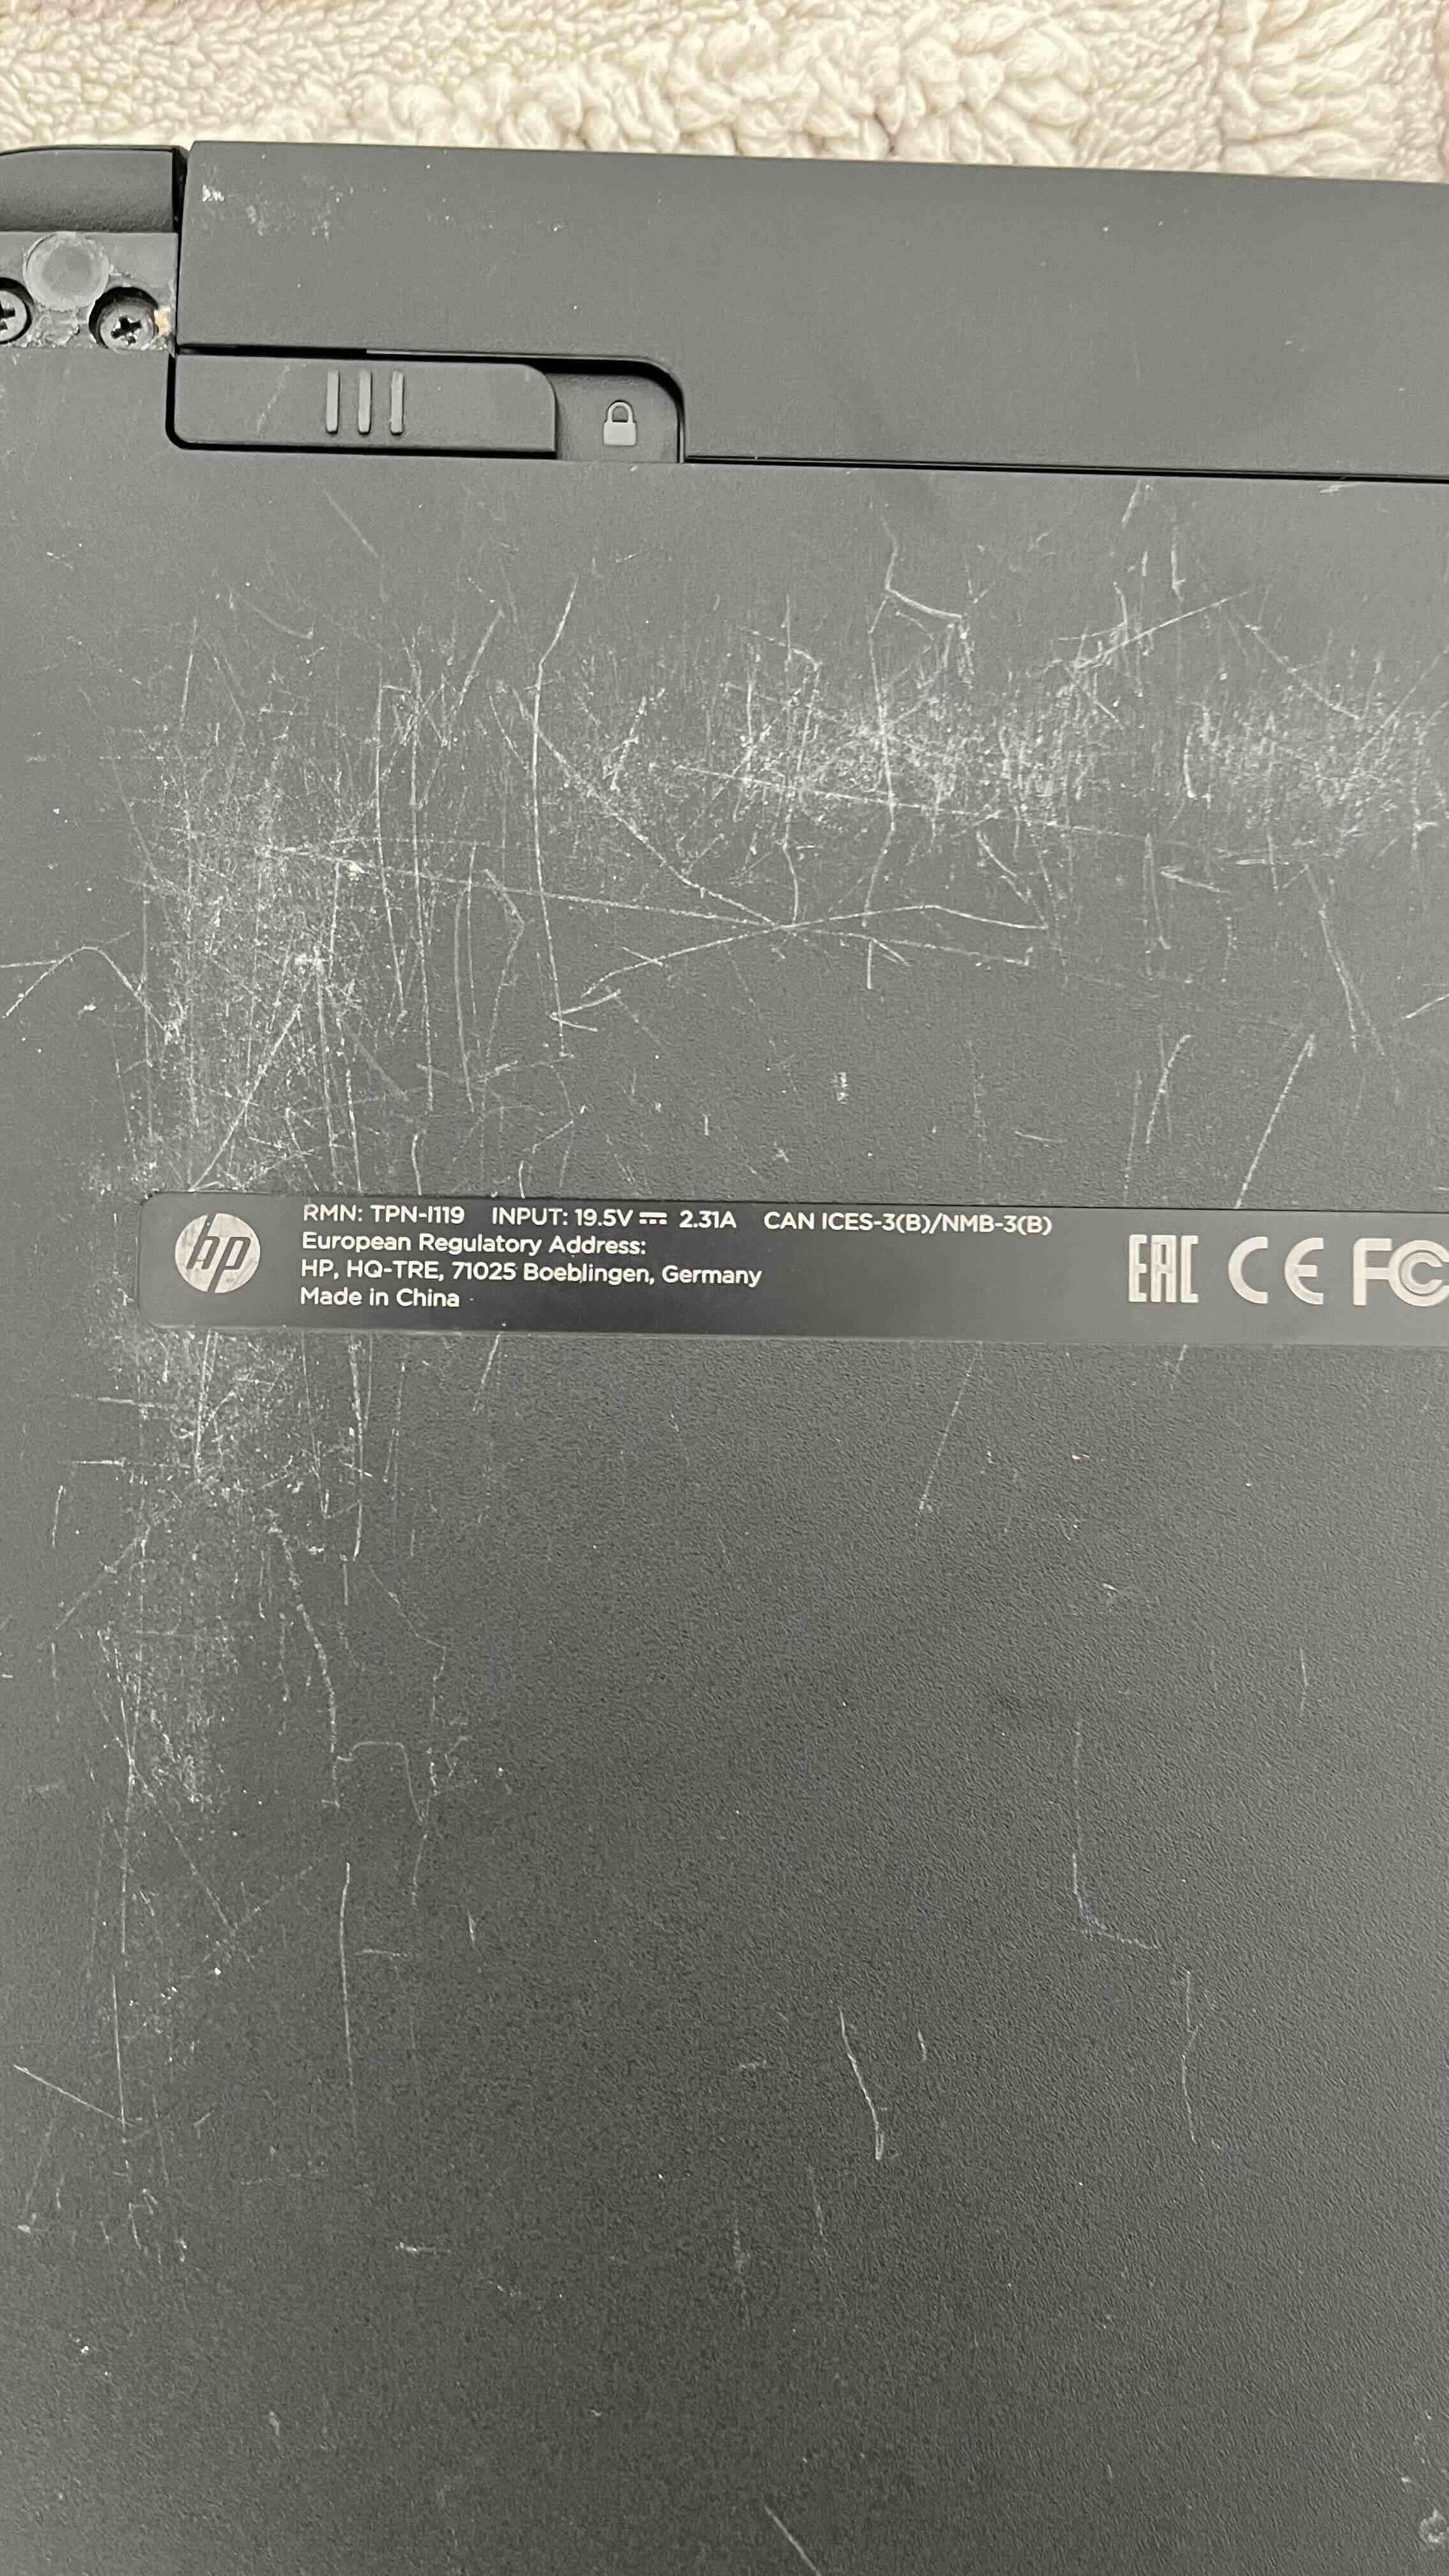 hp
RMN: TPN-I119 INPUT: 19.5V⎓ 2.31A CAN ICES-3(B)/NMB-3(B)
European Regulatory Address:
HP, HQ-TRE, 71025 Boeblingen, Germany
Made in China
EAC CE FC